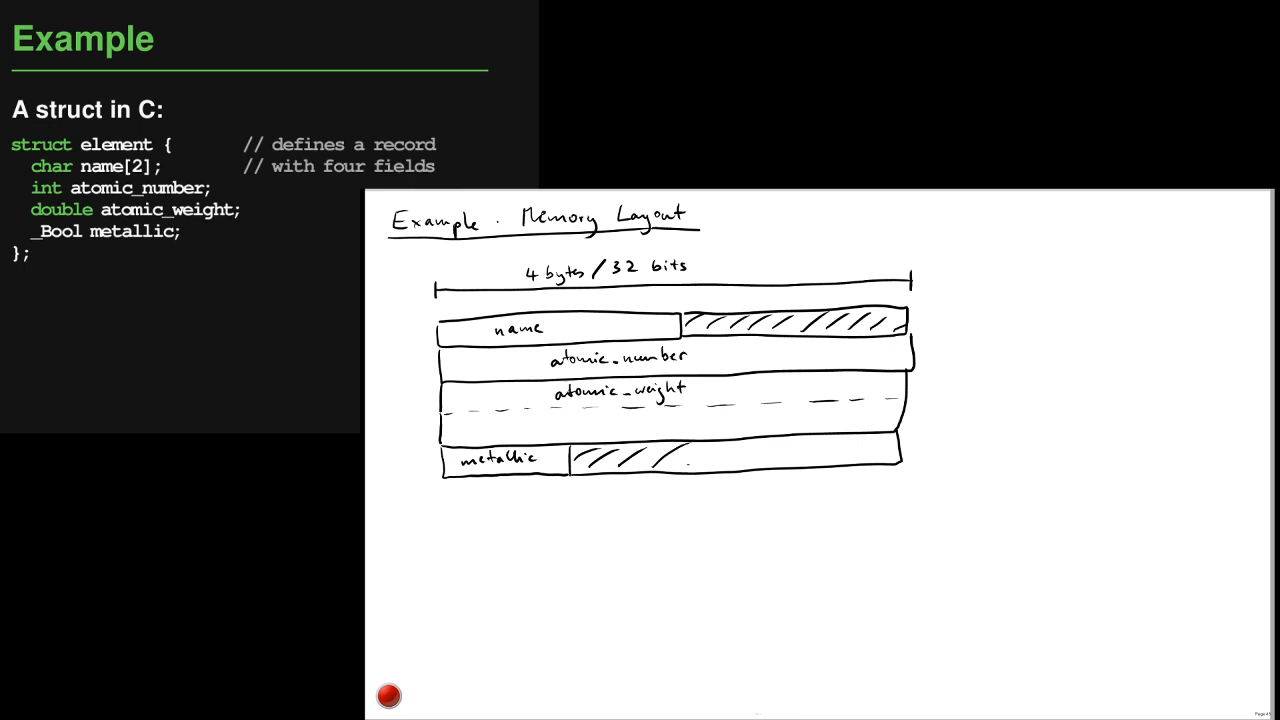 Example
A struct in C:
struct element {        // defines a record
  char name[2];         // with four fields
  int atomic_number;
  double atomic_weight;
  _Bool metallic;
};
Example. Memory Layout
4 bytes / 32 bits
name
atomic_number
atomic_weight
metallic